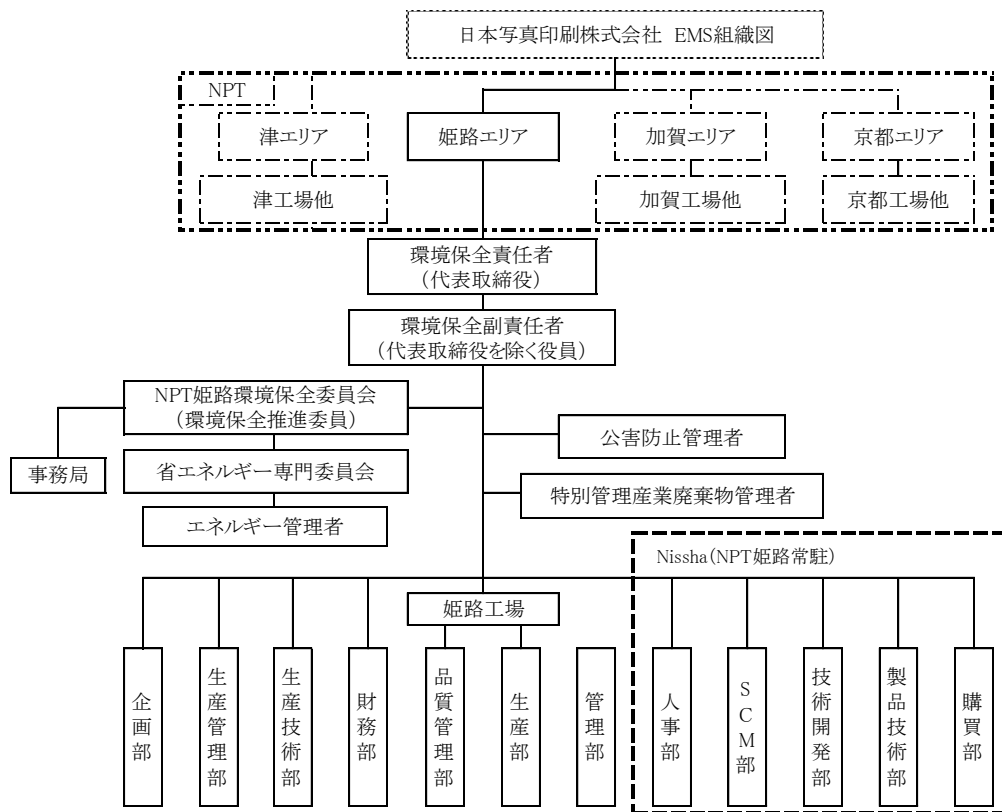 日本写真印刷株式会社 EMS組織図
NPT
津エリア
姫路エリア
加賀エリア
京都エリア
津工場他
加賀工場他
京都工場他
環境保全責任者
(代表取締役)
環境保全副責任者
(代表取締役を除く役員)
NPT姫路環境保全委員会
(環境保全推進委員)
公害防止管理者
事務局
省エネルギー専門委員会
特別管理産業廃棄物管理者
エネルギー管理者
Nissha(NPT姫路常駐)
姫路工場
企画部
生産管理部
生産技術部
財務部
品質管理部
生産部
管理部
人事部
SCM部
技術開発部
製品技術部
購買部